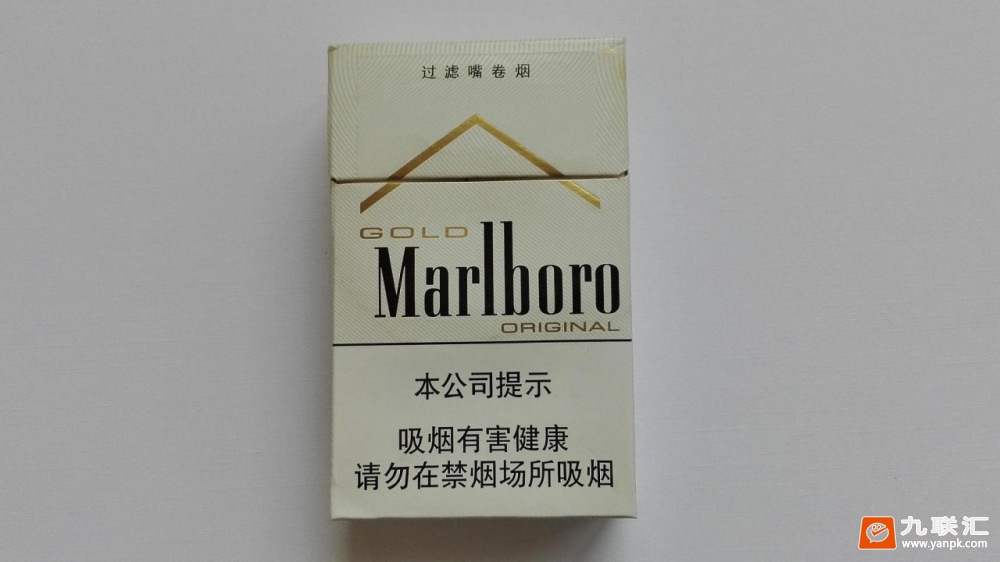 过滤嘴卷烟
GOLD
Marlboro
ORIGINAL
本公司提示
吸烟有害健康
请勿在禁烟场所吸烟
九联汇
www.yanpk.com